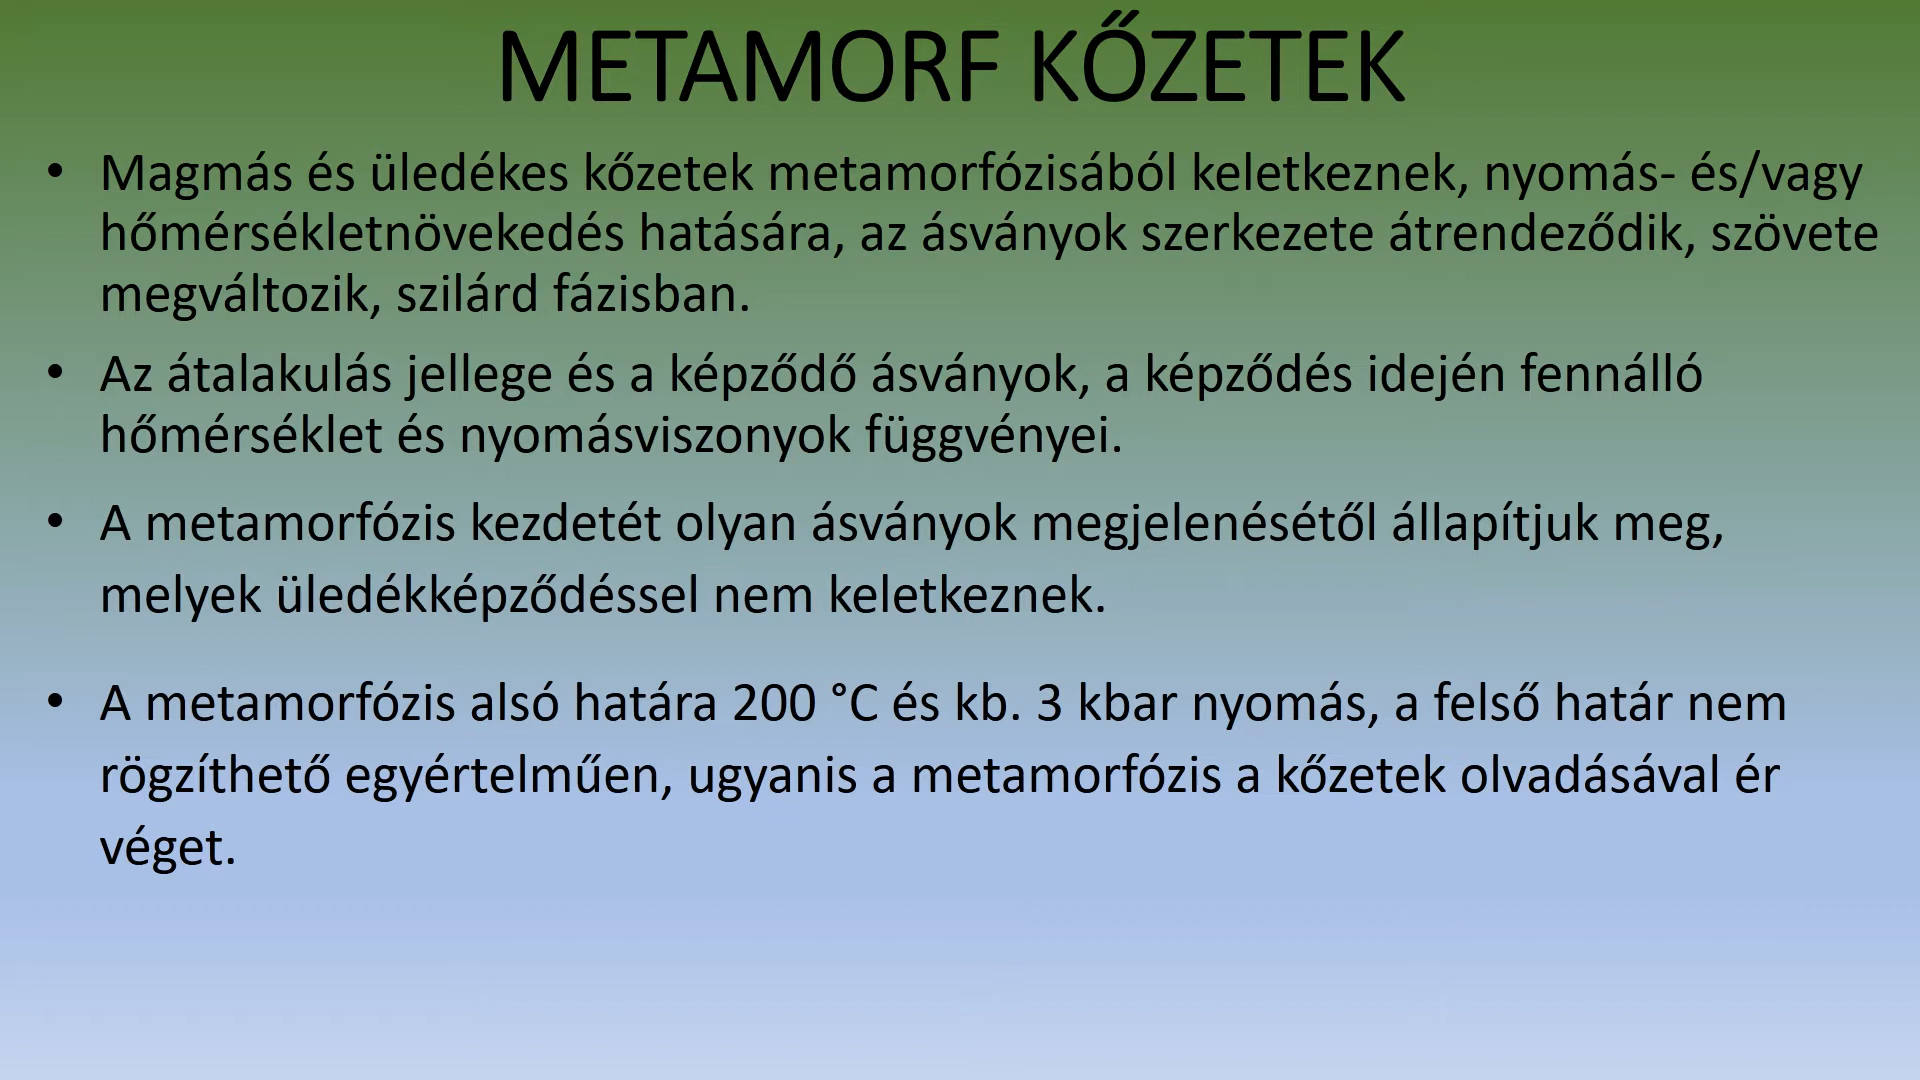 METAMORF KŐZETEK
• Magmás és üledékes kőzetek metamorfózisából keletkeznek, nyomás- és/vagy
hőmérsékletnövekedés hatására, az ásványok szerkezete átrendeződik, szövete
megváltozik, szilárd fázisban.
• Az átalakulás jellege és a képződő ásványok, a képződés idején fennálló
hőmérséklet és nyomásviszonyok függvényei.
• A metamorfózis kezdetét olyan ásványok megjelenésétől állapítjuk meg,
melyek üledékképződéssel nem keletkeznek.
• A metamorfózis alsó határa 200 °C és kb. 3 kbar nyomás, a felső határ nem
rögzíthető egyértelműen, ugyanis a metamorfózis a kőzetek olvadásával ér
véget.